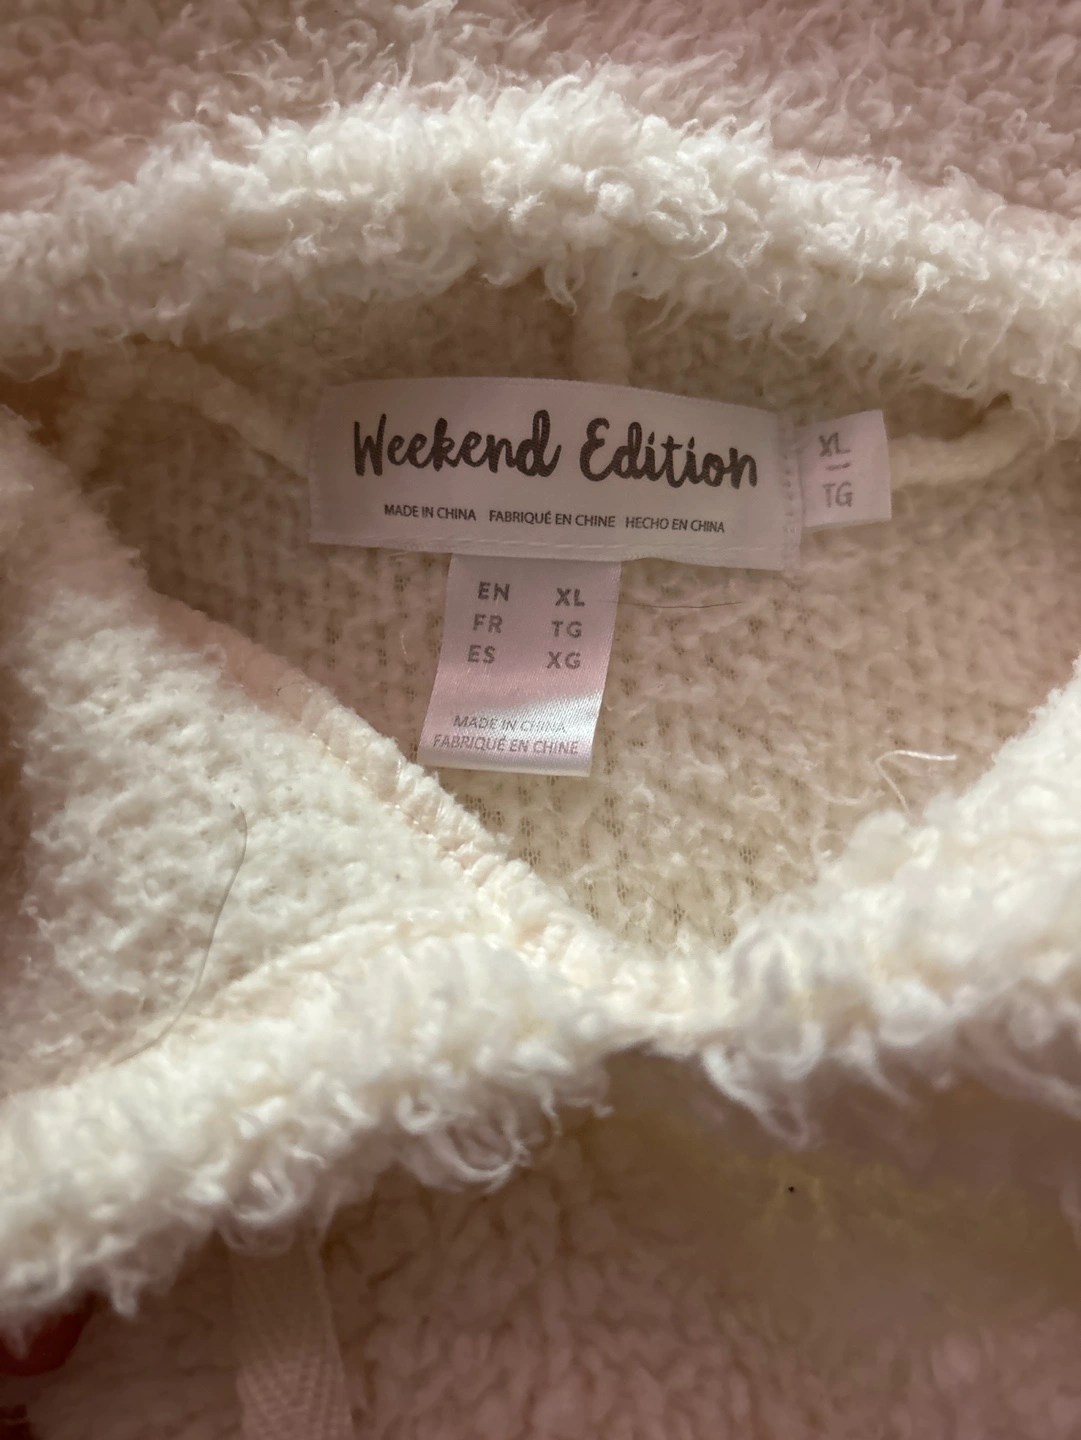 Weekend Edition
MADE IN CHINA FABRIQUÉ EN CHINE HECHO EN CHINA
XL
TG
EN XL
FR TG
ES XG
MADE IN CHINA
FABRIQUÉ EN CHINE